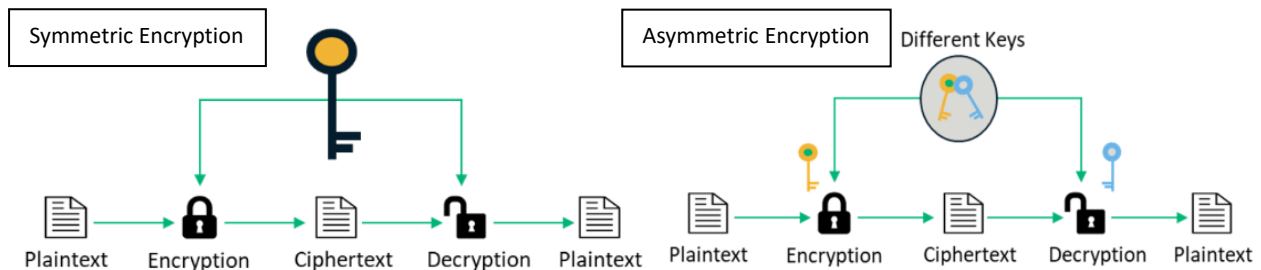 Symmetric Encryption
Plaintext Encryption Ciphertext Decryption Plaintext
Asymmetric Encryption
Different Keys
Plaintext Encryption Ciphertext Decryption Plaintext